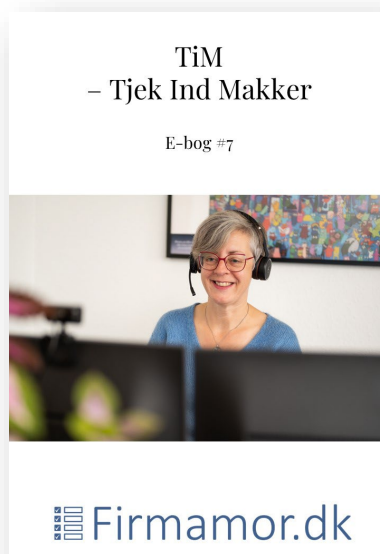 TiM
– Tjek Ind Makker
E-bog #7
Firmamor.dk